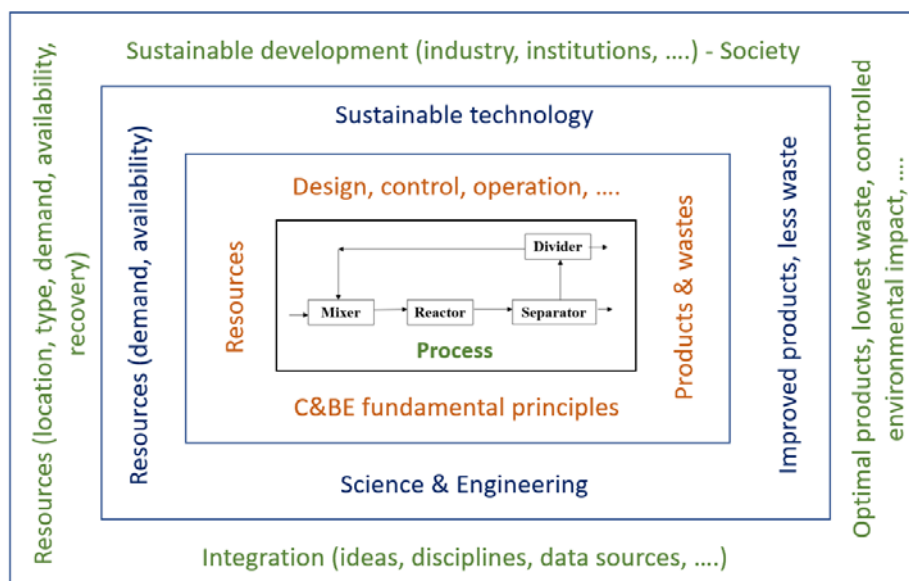 Sustainable development (industry, institutions, ....) - Society
Resources (location, type, demand, availability,
recovery)
Sustainable technology
Resources (demand, availability)
Design, control, operation, ....
Resources
Divider
Mixer
Reactor
Separator
Process
Products & wastes
Improved products, less waste
Optimal products, lowest waste, controlled
environmental impact, ....
C&BE fundamental principles
Science & Engineering
Integration (ideas, disciplines, data sources, ....)